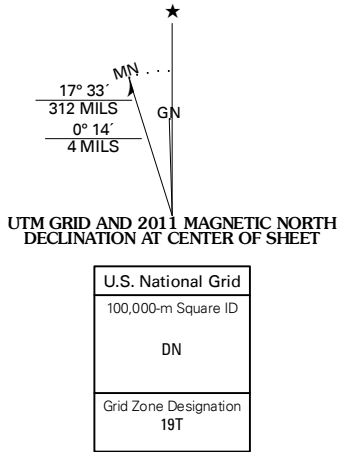 ★
MN
GN
17° 33´
312 MILS
0° 14´
4 MILS
UTM GRID AND 2011 MAGNETIC NORTH
DECLINATION AT CENTER OF SHEET
U.S. National Grid
100,000-m Square ID
DN
Grid Zone Designation
19T